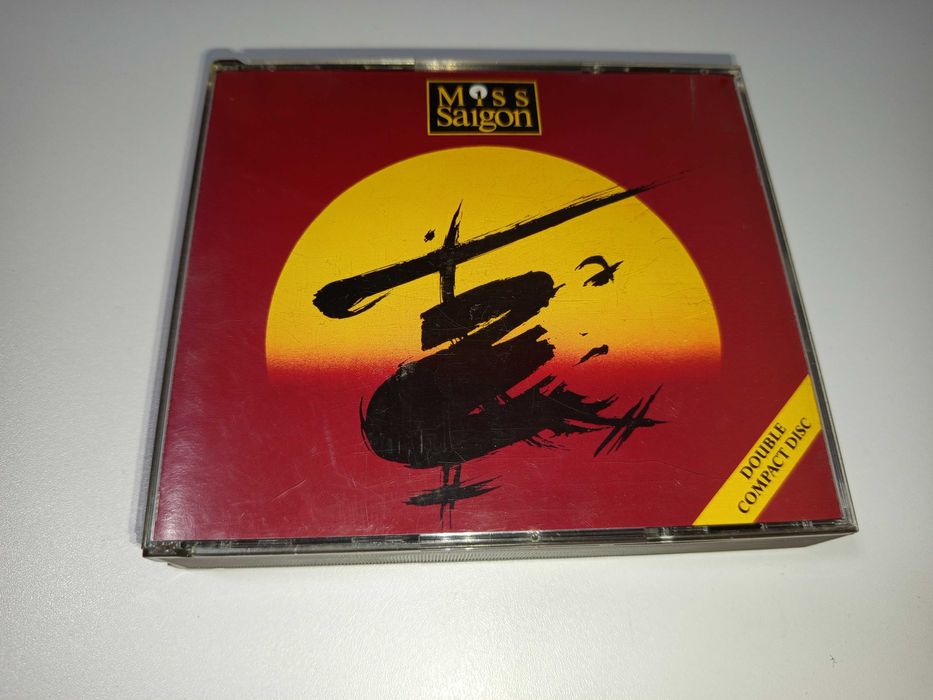 Miss
Saigon
DOUBLE
COMPACT DISC